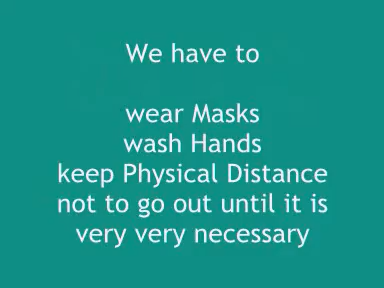 We have to
wear Masks
wash Hands
keep Physical Distance
not to go out until it is
very very necessary